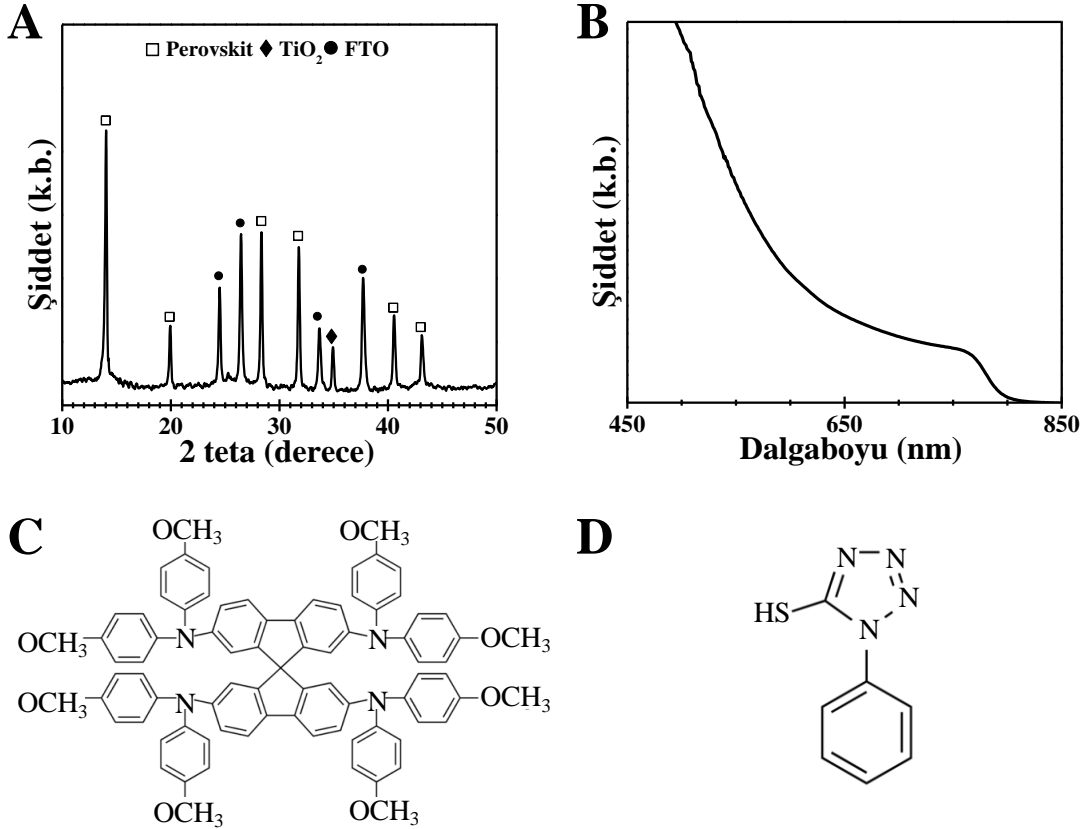 A
□ Perovskit ♦ TiO₂ ● FTO
Şiddet (k.b.)
10 20 30 40 50
2 teta (derece)
B
Şiddet (k.b.)
450 650 850
Dalgaboyu (nm)
C
OCH₃ OCH₃
OCH₃ N N OCH₃
OCH₃ N N OCH₃
OCH₃ OCH₃
D
N N
HS N
N